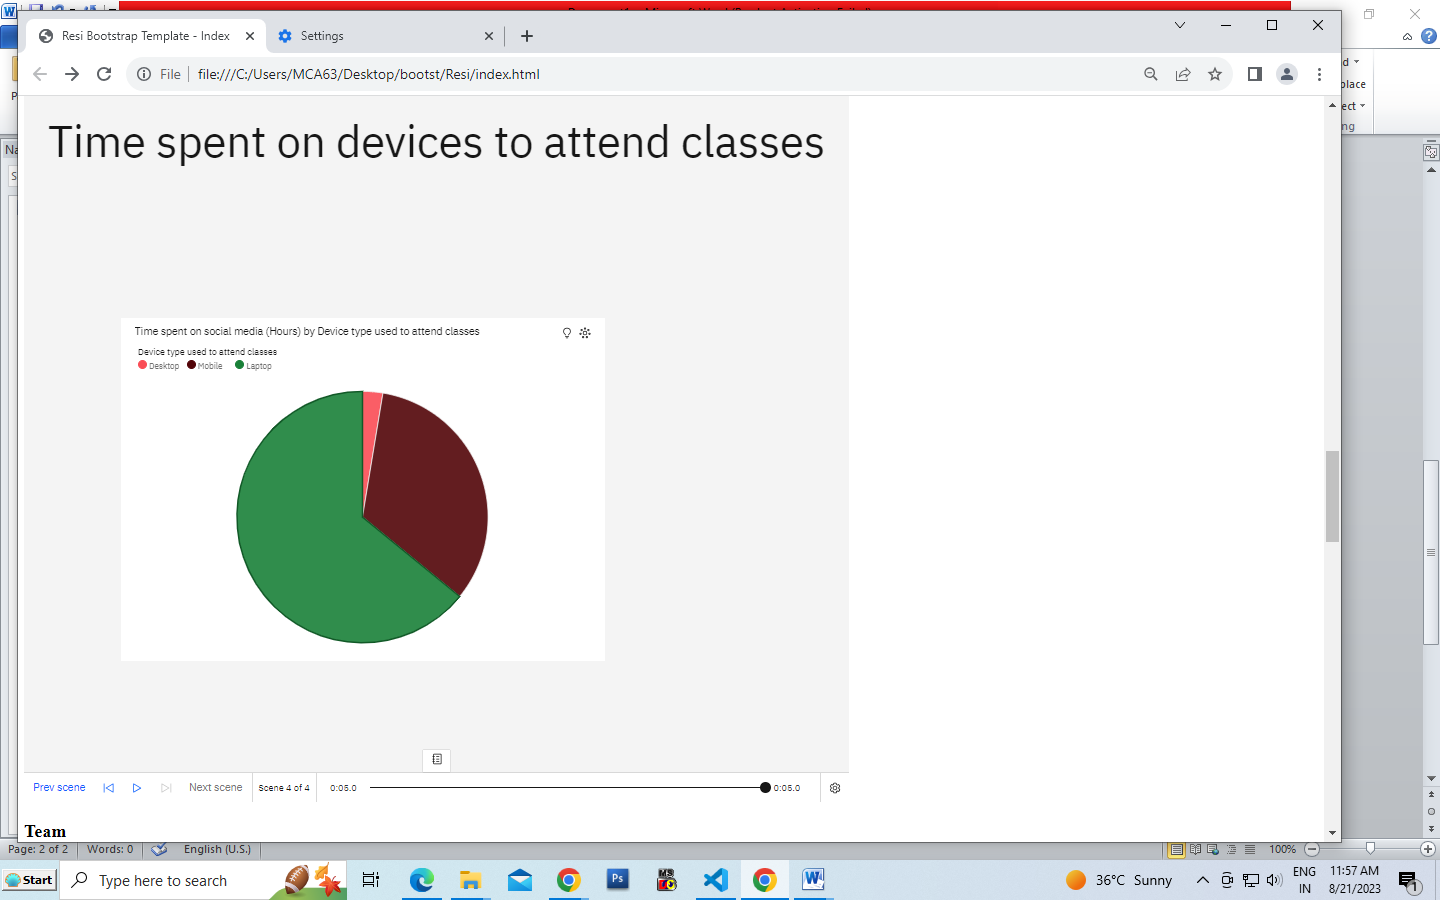 Resi Bootstrap Template - Index
Settings
File
file:///C:/Users/MCA63/Desktop/bootst/Resi/index.html
Time spent on devices to attend classes
Time spent on social media (Hours) by Device type used to attend classes
Device type used to attend classes
Desktop Mobile Laptop
Prev scene Next scene Scene 4 of 4 0:05.0 0:05.0
Team
Page: 2 of 2 Words: 0 English (U.S.) 100%
Start Type here to search 36°C Sunny
ENG
IN
11:57 AM
8/21/2023
1